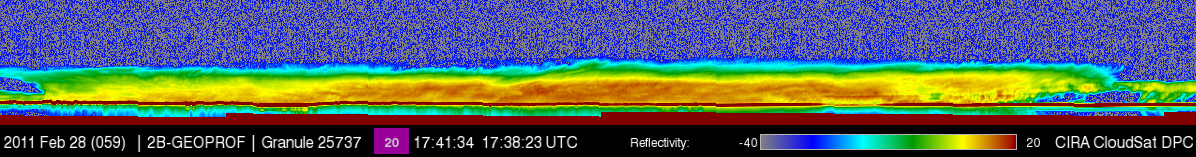 2011 Feb 28 (059) | 2B-GEOPROF | Granule 25737 20 17:41:34 17:38:23 UTC Reflectivity: -40 20 CIRA CloudSat DPC